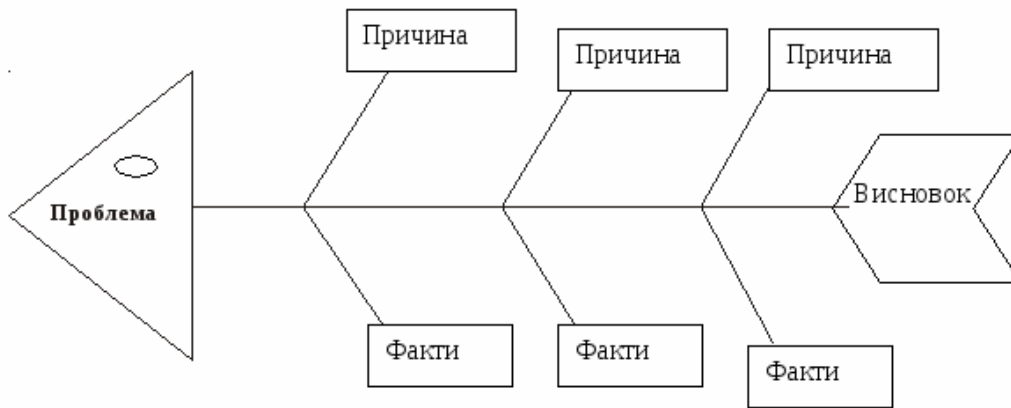 Причина
Причина
Причина
Проблема
Висновок
Факти
Факти
Факти